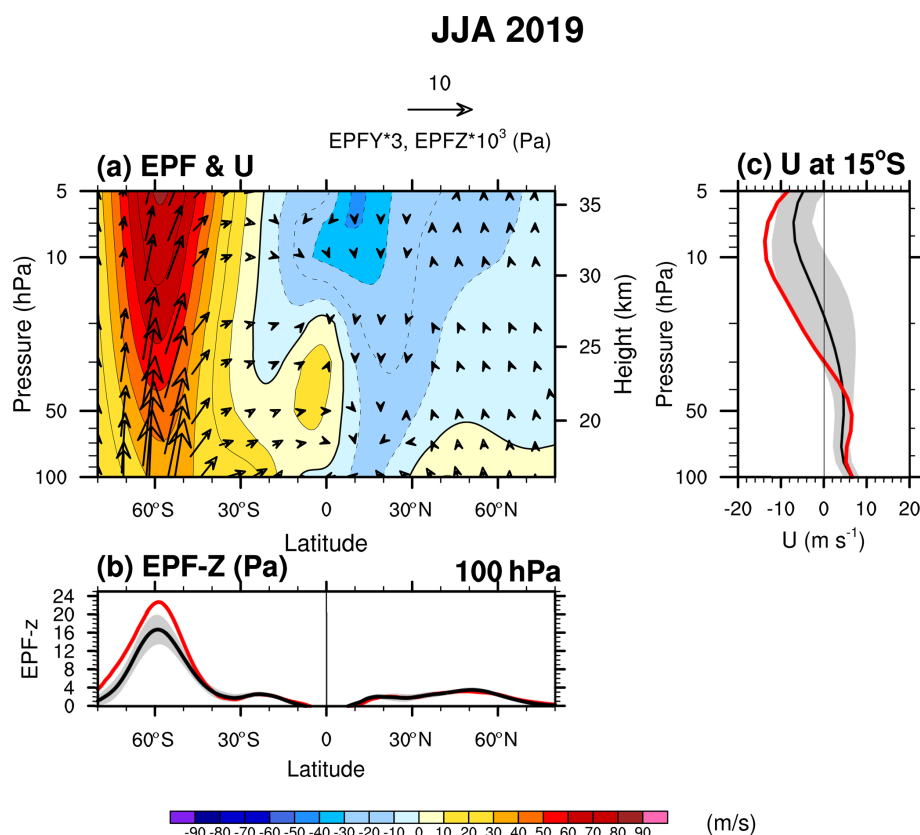 JJA 2019
10
EPFY*3, EPFZ*10³ (Pa)
(a) EPF & U
(c) U at 15°S
5
10
50
100
Pressure (hPa)
35
30
25
20
Height (km)
60°S 30°S 0 30°N 60°N
Latitude
5
10
50
100
Pressure (hPa)
-20 -10 0 10 20
U (m s⁻¹)
(b) EPF-Z (Pa) 100 hPa
24
20
16
12
8
4
0
EPF-z
60°S 30°S 0 30°N 60°N
Latitude
-90 -80 -70 -60 -50 -40 -30 -20 -10 0 10 20 30 40 50 60 70 80 90
(m/s)